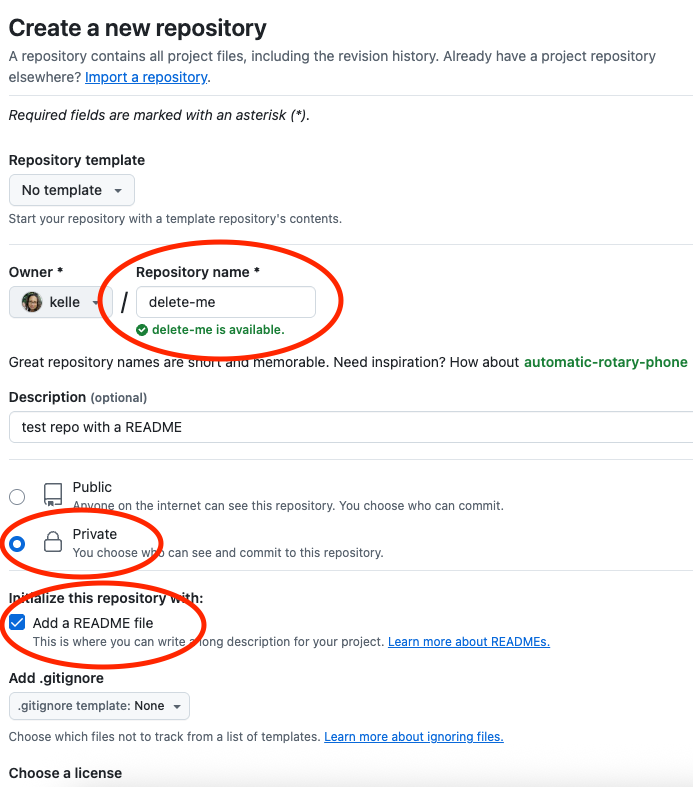 Create a new repository
A repository contains all project files, including the revision history. Already have a project repository
elsewhere? Import a repository.
Required fields are marked with an asterisk (*).
Repository template
No template
Start your repository with a template repository's contents.
Owner *
Repository name *
kelle
/
delete-me
delete-me is available.
Great repository names are short and memorable. Need inspiration? How about automatic-rotary-phone
Description (optional)
test repo with a README
Public
Anyone on the internet can see this repository. You choose who can commit.
Private
You choose who can see and commit to this repository.
Initialize this repository with:
Add a README file
This is where you can write a long description for your project. Learn more about READMEs.
Add .gitignore
.gitignore template: None
Choose which files not to track from a list of templates. Learn more about ignoring files.
Choose a license